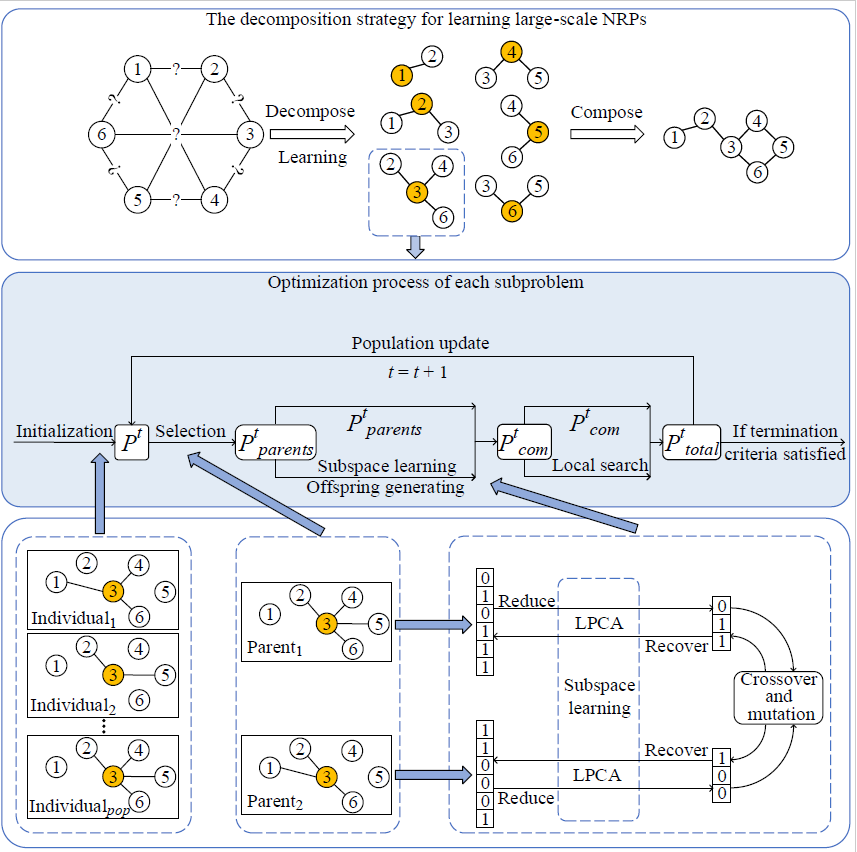 The decomposition strategy for learning large-scale NRPs
1 ? 2
? ?
6 ? 3
? ?
5 ? 4
Decompose
Learning
2
1
4
3 5
2
1 3
4
5
6
2 4
3
6
3 5
6
Compose
2 4
1 3 5
6
Optimization process of each subproblem
Population update
t = t + 1
Initialization
P^t
Selection
P^t_parents
P^t_parents
Subspace learning
Offspring generating
P^t_com
P^t_com
Local search
P^t_total
If termination
criteria satisfied
2 4
1 3 5
6
Individual1
2 4
1 3 5
6
Individual2
2 4
1 3 5
6
Individualpop
2 4
1 3 5
6
Parent1
2 4
1 3 5
6
Parent2
0
1
0
1
1
1
Reduce
LPCA
Recover
0
1
1
Subspace
learning
Crossover
and
mutation
1
1
0
0
0
1
Recover
LPCA
Reduce
1
0
0